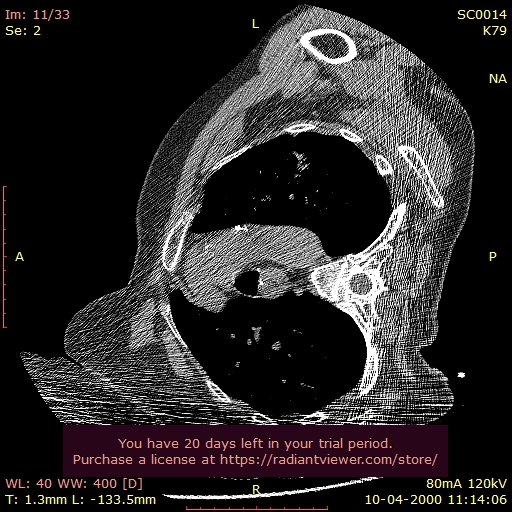 Im: 11/33
Se: 2
L
SC0014
K79
NA
A
P
You have 20 days left in your trial period.
Purchase a license at https://radiantviewer.com/store/
WL: 40 WW: 400 [D]
T: 1.3mm L: -133.5mm
R
80mA 120kV
10-04-2000 11:14:06